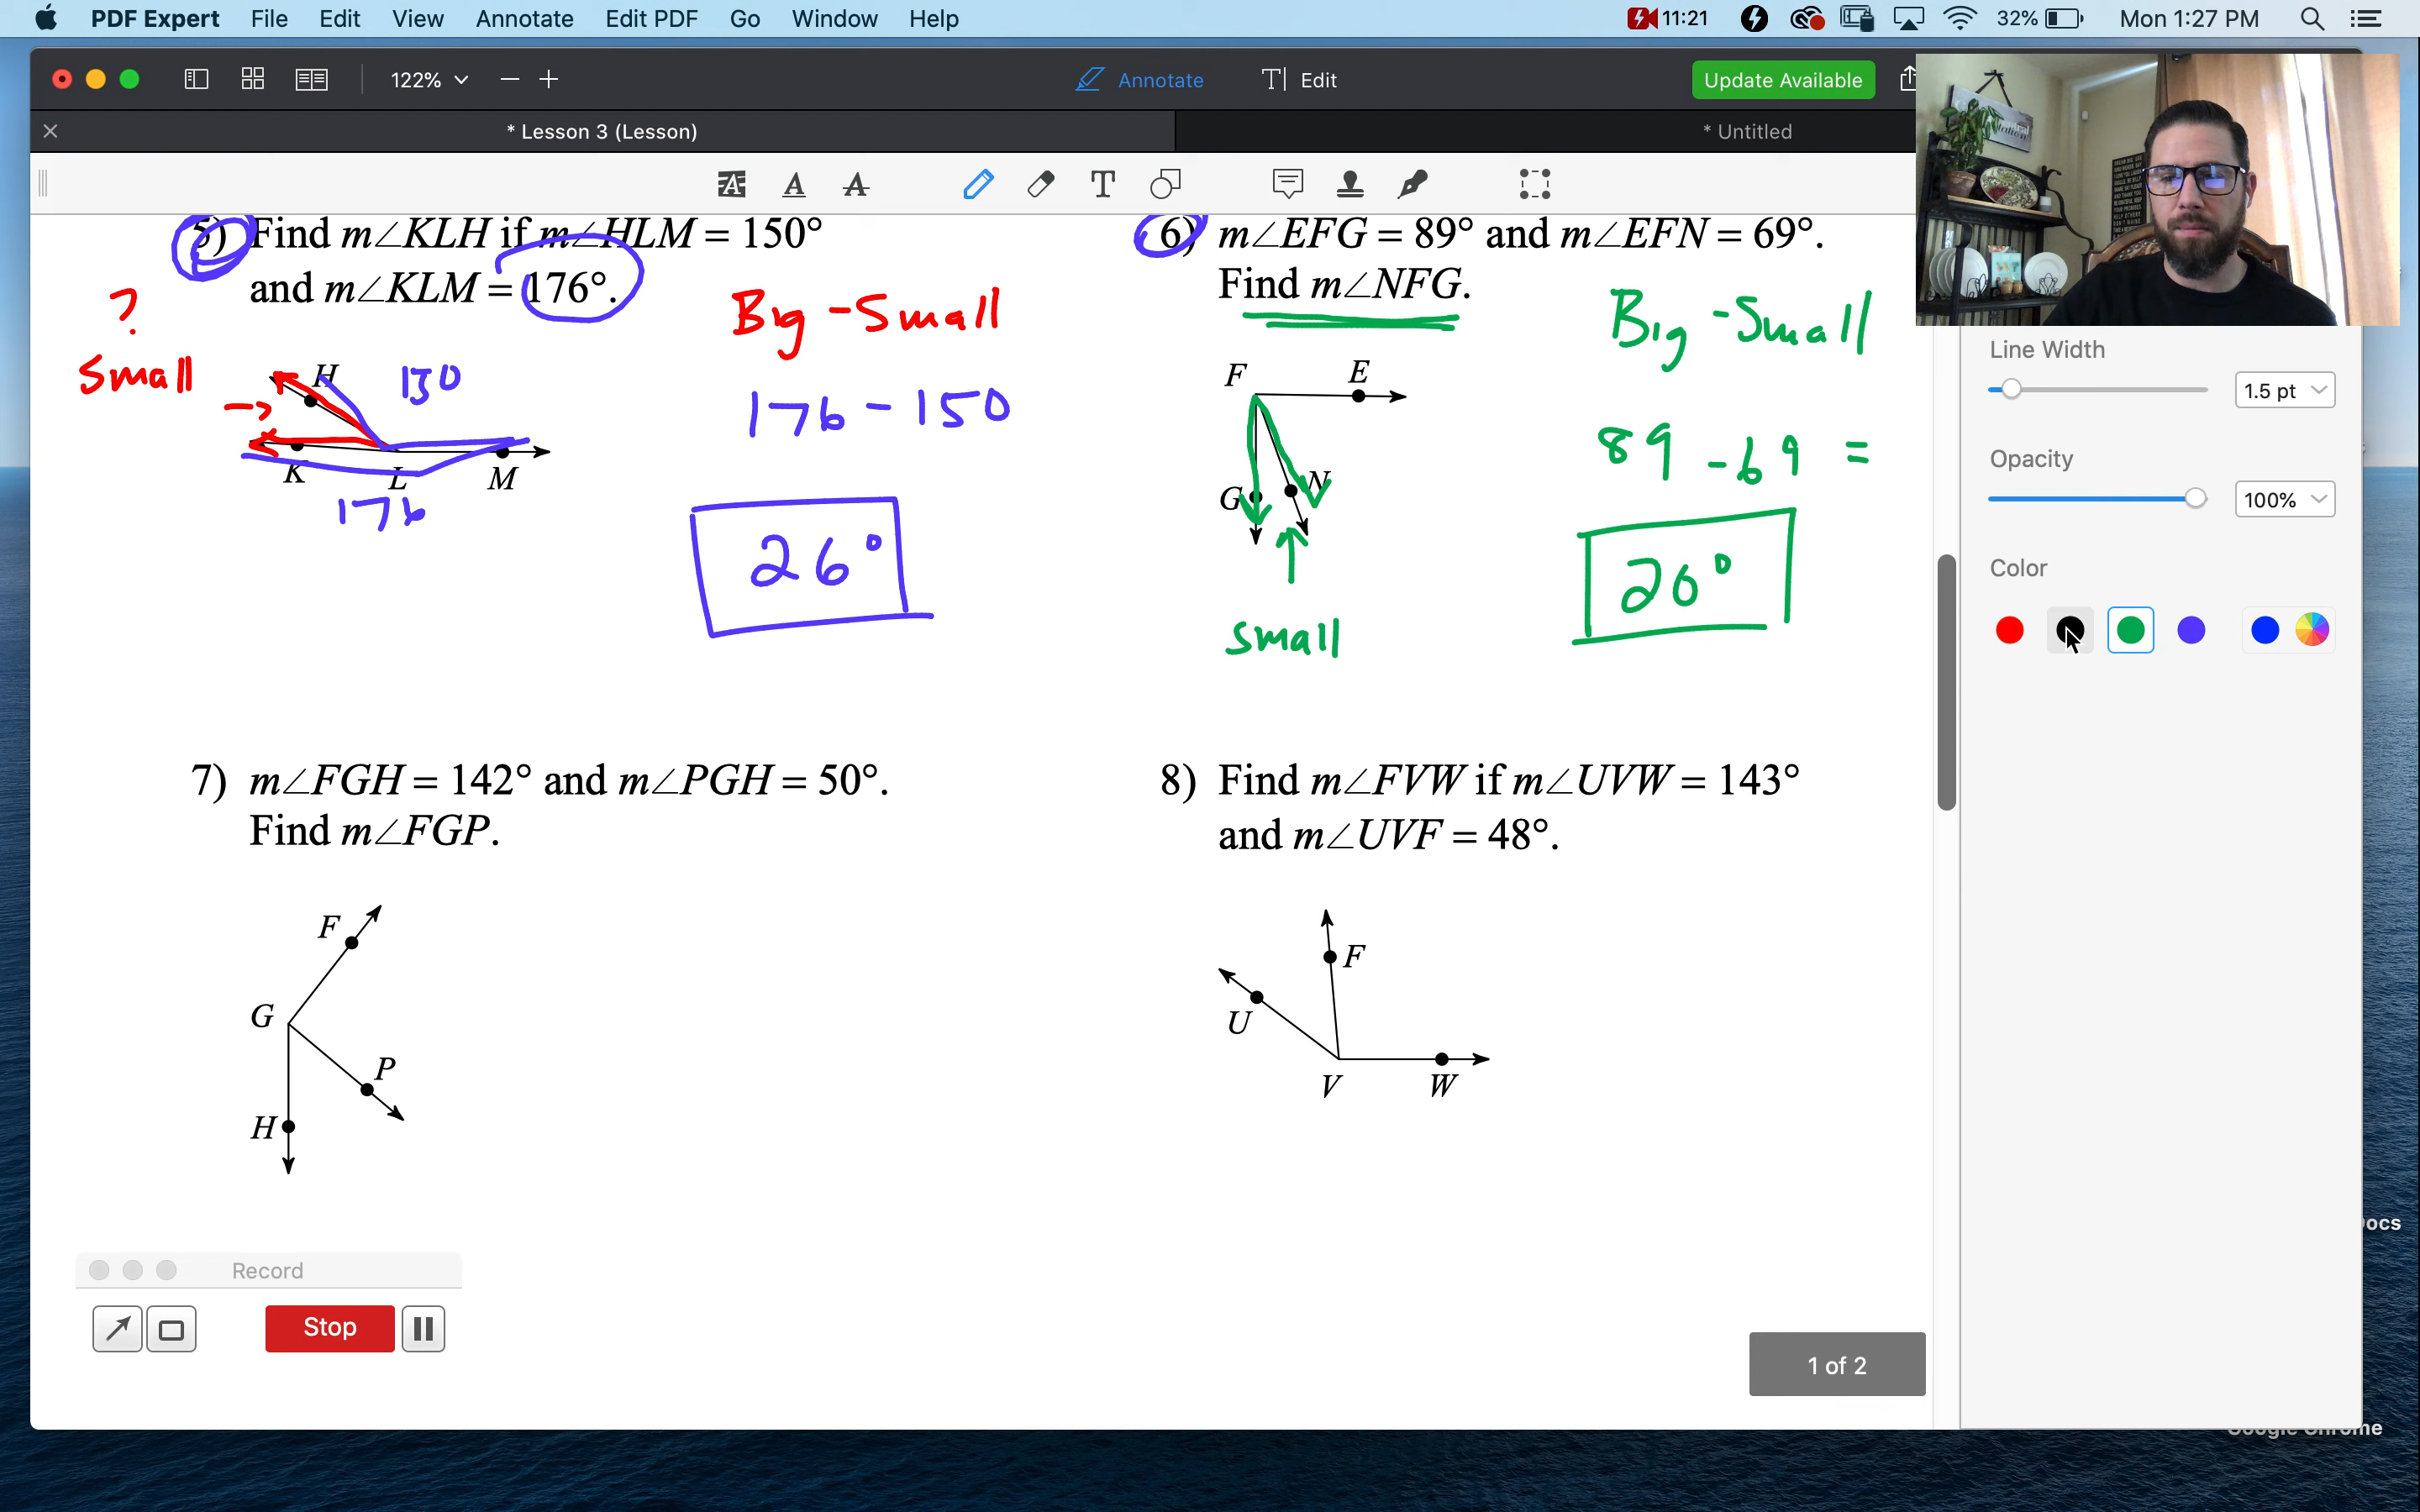 PDF Expert File Edit View Annotate Edit PDF Go Window Help 11:21 32% Mon 1:27 PM
122% Annotate Edit Update Available
* Lesson 3 (Lesson) * Untitled
5) Find m∠KLH if m∠HLM = 150°
and m∠KLM = 176°.
?
Small
Big - Small
176 - 150
26°
H
150
K
L
M
176
6) m∠EFG = 89° and m∠EFN = 69°.
Find m∠NFG.
Big - Small
89 - 69 =
20°
F
E
G
N
small
7) m∠FGH = 142° and m∠PGH = 50°.
Find m∠FGP.
F
G
P
H
8) Find m∠FVW if m∠UVW = 143°
and m∠UVF = 48°.
F
U
V
W
Line Width
1.5 pt
Opacity
100%
Color
Record
Stop
1 of 2
ocs
Google Chrome